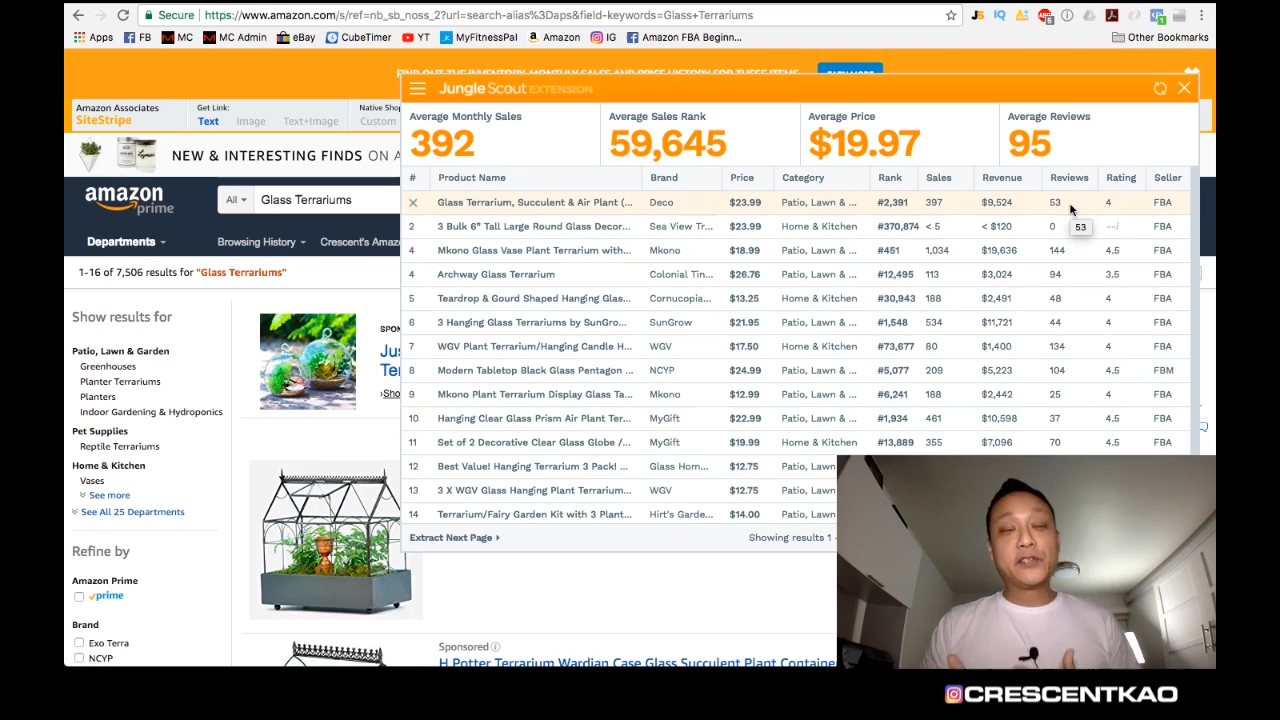 Secure https://www.amazon.com/s/ref=nb_sb_noss_2?url=search-alias%3Daps&field-keywords=Glass+Terrariums
Apps FB MC MC Admin eBay CubeTimer YT MyFitnessPal Amazon IG Amazon FBA Beginn... Other Bookmarks
Amazon Associates
SiteStripe
Get Link:
Text Image Text+Image
Custom
NEW & INTERESTING FINDS ON A
amazon
prime
All Glass Terrariums
Departments Browsing History Crescent's Amaz
1-16 of 7,506 results for "Glass Terrariums"
Show results for
Patio, Lawn & Garden
Greenhouses
Planter Terrariums
Planters
Indoor Gardening & Hydroponics
Pet Supplies
Reptile Terrariums
Home & Kitchen
Vases
See more
See All 25 Departments
Refine by
Amazon Prime
prime
Brand
Exo Terra
NCYP
Jungle Scout EXTENSION
Average Monthly Sales Average Sales Rank Average Price Average Reviews
392 59,645 $19.97 95
# Product Name Brand Price Category Rank Sales Revenue Reviews Rating Seller
Glass Terrarium, Succulent & Air Plant (... Deco $23.99 Patio, Lawn & ... #2,391 397 $9,524 53 4 FBA
53
2 3 Bulk 6" Tall Large Round Glass Decor... Sea View Tr... $23.99 Home & Kitchen #370,874 < 5 < $120 0 --/ FBA
4 Mkono Glass Vase Plant Terrarium with... Mkono $18.99 Patio, Lawn & ... #451 1,034 $19,636 144 4.5 FBA
4 Archway Glass Terrarium Colonial Tin... $26.76 Patio, Lawn & ... #12,495 113 $3,024 94 3.5 FBA
5 Teardrop & Gourd Shaped Hanging Glas... Cornucopia... $13.25 Home & Kitchen #30,943 188 $2,491 48 4 FBA
6 3 Hanging Glass Terrariums by SunGro... SunGrow $21.95 Patio, Lawn & ... #1,548 534 $11,721 44 4 FBA
7 WGV Plant Terrarium/Hanging Candle H... WGV $17.50 Patio, Lawn & ... #73,677 80 $1,400 134 4 FBA
8 Modern Tabletop Black Glass Pentagon ... NCYP $24.99 Patio, Lawn & ... #5,077 209 $5,223 104 4.5 FBM
9 Mkono Plant Terrarium Display Glass Ta... Mkono $12.99 Patio, Lawn & ... #6,241 188 $2,442 25 4 FBA
10 Hanging Clear Glass Prism Air Plant Ter... MyGift $22.99 Patio, Lawn & ... #1,934 461 $10,598 37 4.5 FBA
11 Set of 2 Decorative Clear Glass Globe /... MyGift $19.99 Home & Kitchen #13,889 355 $7,096 70 4.5 FBA
12 Best Value! Hanging Terrarium 3 Pack! ... Glass Hom... $12.75 Patio, Lawn
13 3 X WGV Glass Hanging Plant Terrarium... WGV $12.75 Patio, Lawn
14 Terrarium/Fairy Garden Kit with 3 Plant... Hirt's Garde... $14.00 Patio, Lawn
Extract Next Page Showing results 1 -
Sponsored
H Potter Terrarium Wardian Case Glass Succulent Plant Container
CRESCENTKAO